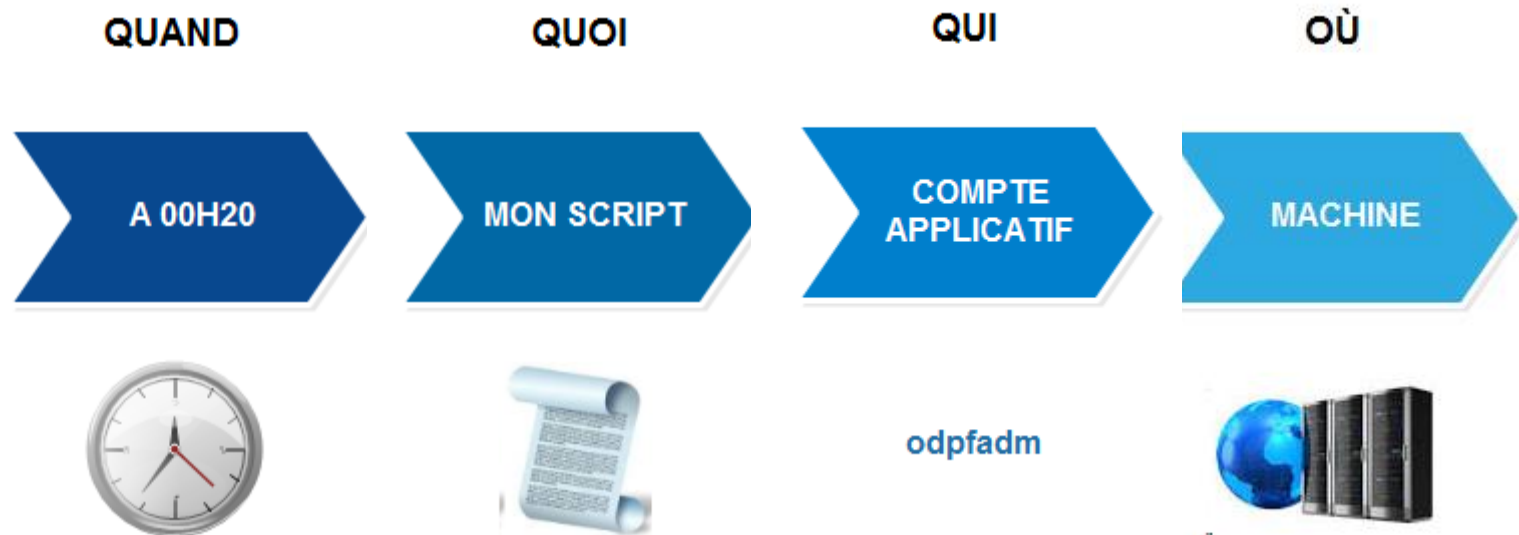 QUAND
QUOI
QUI
OÙ
A 00H20
MON SCRIPT
COMPTE
APPLICATIF
MACHINE
odpfadm